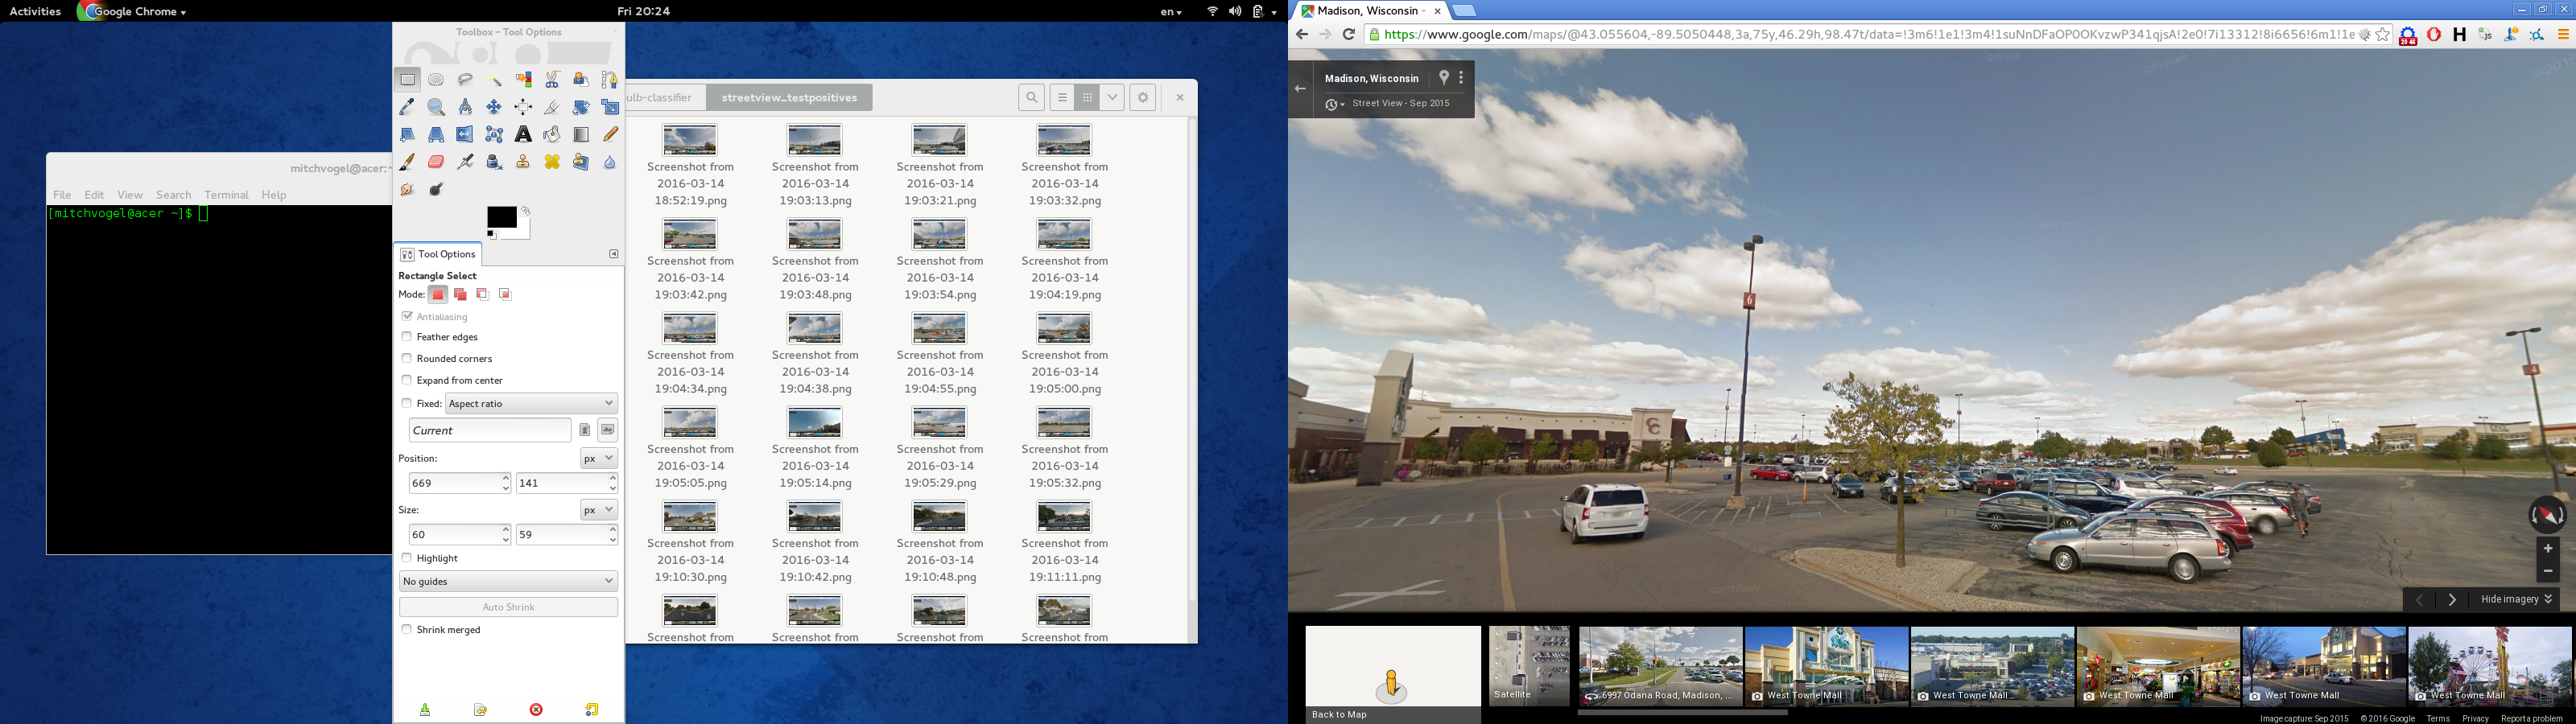 Activities
Google Chrome
Fri 20:24
en
Toolbox – Tool Options
mitchvogel@acer:~
File Edit View Search Terminal Help
[mitchvogel@acer ~]$
Tool Options
Rectangle Select
Mode:
Antialiasing
Feather edges
Rounded corners
Expand from center
Fixed: Aspect ratio
Current
Position: px
669 141
Size: px
60 59
Highlight
No guides
Auto Shrink
Shrink merged
ulb-classifier
streetview_testpositives
Screenshot from 2016-03-14 18:52:19.png
Screenshot from 2016-03-14 19:03:13.png
Screenshot from 2016-03-14 19:03:21.png
Screenshot from 2016-03-14 19:03:32.png
Screenshot from 2016-03-14 19:03:42.png
Screenshot from 2016-03-14 19:03:48.png
Screenshot from 2016-03-14 19:03:54.png
Screenshot from 2016-03-14 19:04:19.png
Screenshot from 2016-03-14 19:04:34.png
Screenshot from 2016-03-14 19:04:38.png
Screenshot from 2016-03-14 19:04:55.png
Screenshot from 2016-03-14 19:05:00.png
Screenshot from 2016-03-14 19:05:05.png
Screenshot from 2016-03-14 19:05:14.png
Screenshot from 2016-03-14 19:05:29.png
Screenshot from 2016-03-14 19:05:32.png
Screenshot from 2016-03-14 19:10:30.png
Screenshot from 2016-03-14 19:10:42.png
Screenshot from 2016-03-14 19:10:48.png
Screenshot from 2016-03-14 19:11:11.png
Screenshot from
Screenshot from
Screenshot from
Screenshot from
Madison, Wisconsin -
https://www.google.com/maps/@43.055604,-89.5050448,3a,75y,46.29h,98.47t/data=!3m6!1e1!3m4!1suNnDFaOPOOKvzwP341qjsA!2e0!7i13312!8i6656!6m1!1e
Madison, Wisconsin
Street View - Sep 2015
6
4
Hide imagery
Back to Map
Satellite
6997 Odana Road, Madison, ...
West Towne Mall
West Towne Mall
West Towne Mall
West Towne Mall
West Towne Mall
Image capture: Sep 2015 © 2016 Google Terms Privacy Report a problem